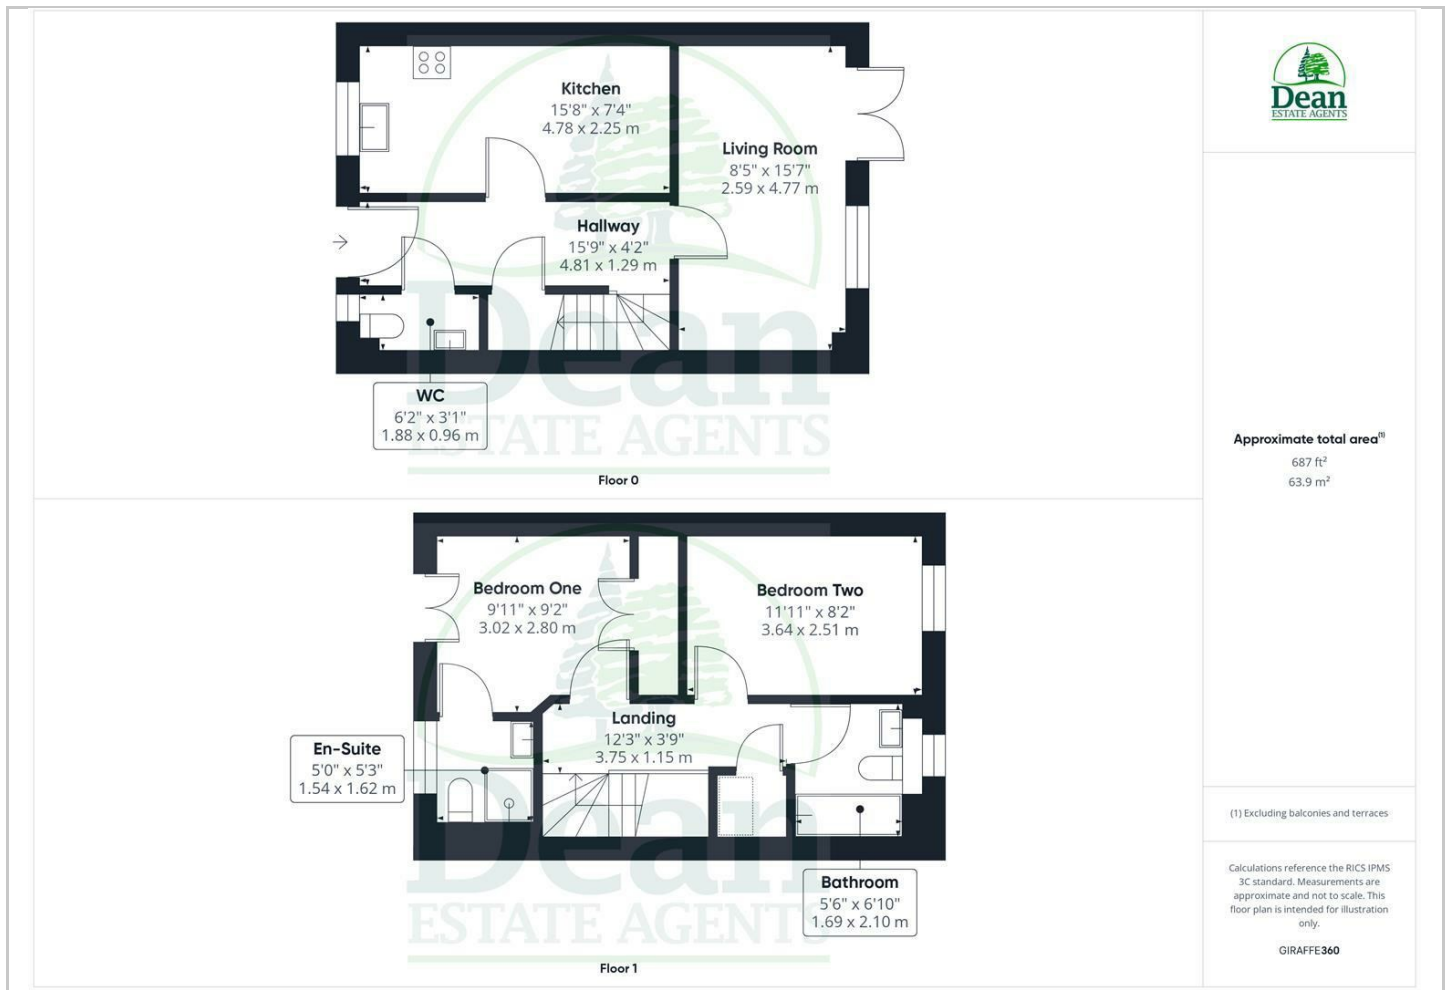 Kitchen
15'8" x 7'4"
4.78 x 2.25 m
Living Room
8'5" x 15'7"
2.59 x 4.77 m
Hallway
15'9" x 4'2"
4.81 x 1.29 m
WC
6'2" x 3'1"
1.88 x 0.96 m
Dean
ESTATE AGENTS
Floor 0
Bedroom One
9'11" x 9'2"
3.02 x 2.80 m
Bedroom Two
11'11" x 8'2"
3.64 x 2.51 m
Landing
12'3" x 3'9"
3.75 x 1.15 m
En-Suite
5'0" x 5'3"
1.54 x 1.62 m
Bathroom
5'6" x 6'10"
1.69 x 2.10 m
Dean
ESTATE AGENTS
Floor 1
Dean
ESTATE AGENTS
Approximate total area(1)
687 ft²
63.9 m²
(1) Excluding balconies and terraces
Calculations reference the RICS IPMS
3C standard. Measurements are
approximate and not to scale. This
floor plan is intended for illustration
only.
GIRAFFE360